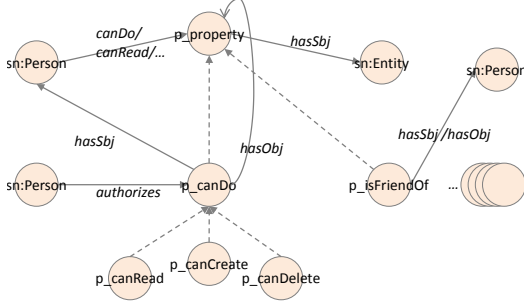 canDo/
canRead/...
p_property
hasSbj
sn:Person
sn:Entity
sn:Person
hasSbj
hasObj
hasSbj/hasObj
sn:Person
authorizes
p_canDo
p_isFriendOf
...
p_canRead
p_canCreate
p_canDelete